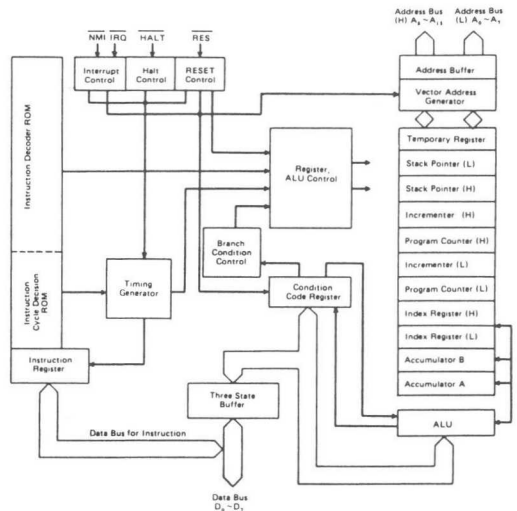 Address Bus
(H) A₈ ~ A₁₅
Address Bus
(L) A₀ ~ A₇
NMI IRQ
HALT
RES
Interrupt
Control
Halt
Control
RESET
Control
Address Buffer
Vector Address
Generator
Instruction Decoder ROM
Temporary Register
Stack Pointer (L)
Stack Pointer (H)
Incrementer (H)
Program Counter (H)
Incrementer (L)
Program Counter (L)
Index Register (H)
Index Register (L)
Accumulator B
Accumulator A
Register,
ALU Control
Branch
Condition
Control
Timing
Generator
Condition
Code Register
Instruction
Cycle Decision
ROM
Instruction
Register
Three State
Buffer
ALU
Data Bus for Instruction
Data Bus
D₀ ~ D₇